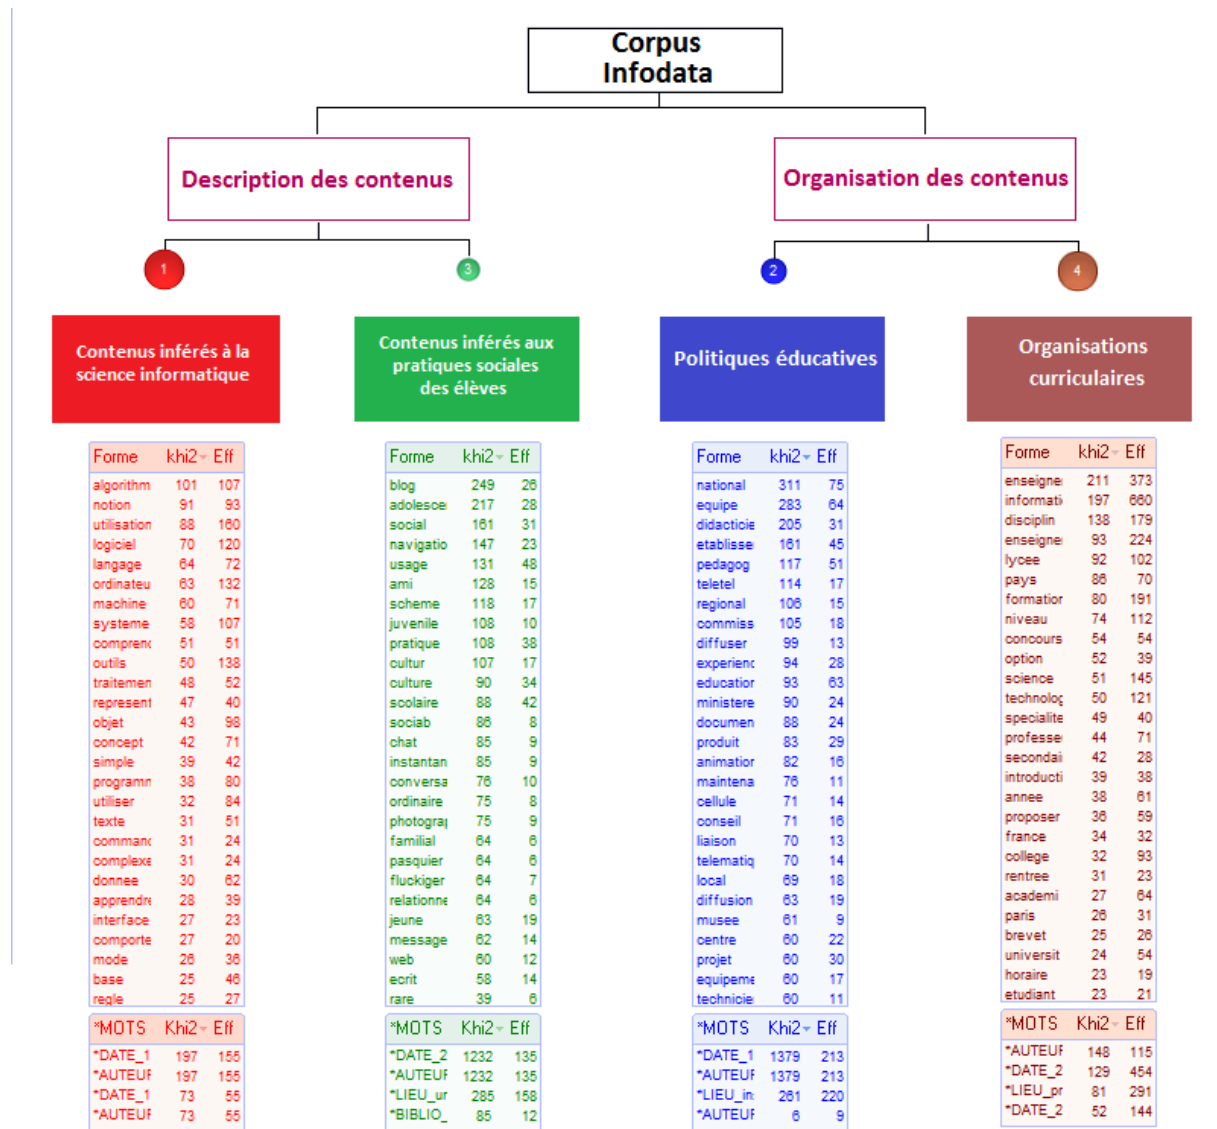 Corpus
Infodata
Description des contenus
Organisation des contenus
1
3
2
4
Contenus inférés à la
science informatique
Contenus inférés aux
pratiques sociales
des élèves
Politiques éducatives
Organisations
curriculaires
Forme khi2 Eff
algorithm 101 107
notion 91 93
utilisation 88 160
logiciel 70 120
langage 64 72
ordinateu 63 132
machine 60 71
systeme 58 107
comprenc 51 51
outils 50 138
traitemen 48 52
represent 47 40
objet 43 98
concept 42 71
simple 39 42
programn 38 80
utiliser 32 84
texte 31 51
commanc 31 24
complexe 31 24
donnee 30 62
apprendre 28 39
interface 27 23
comporte 27 20
mode 26 36
base 25 46
regle 25 27
*MOTS Khi2 Eff
*DATE_1 197 155
*AUTEUF 197 155
*DATE_1 73 55
*AUTEUF 73 55
Forme khi2 Eff
blog 249 26
adolesce 217 28
social 161 31
navigatio 147 23
usage 131 48
ami 128 15
scheme 118 17
juvenile 108 10
pratique 108 38
cultur 107 17
culture 90 34
scolaire 88 42
sociab 86 8
chat 85 9
instantan 85 9
conversa 76 10
ordinaire 75 8
photograp 75 9
familial 64 6
pasquier 64 6
fluckiger 64 7
relationne 64 6
jeune 63 19
message 62 14
web 60 12
ecrit 58 14
rare 39 6
*MOTS Khi2 Eff
*DATE_2 1232 135
*AUTEUF 1232 135
*LIEU_ur 285 158
*BIBLIO_ 85 12
Forme khi2 Eff
national 311 75
equipe 283 64
didacticie 205 31
etablisse 161 45
pedagog 117 51
teletel 114 17
regional 106 15
commiss 105 18
diffuser 99 13
experienc 94 28
educatior 93 63
ministere 90 24
documen 88 24
produit 83 29
animatior 82 16
maintena 76 11
cellule 71 14
conseil 71 16
liaison 70 13
telematiq 70 14
local 69 18
diffusion 63 19
musee 61 9
centre 60 22
projet 60 30
equipeme 60 17
technicie 60 11
*MOTS Khi2 Eff
*DATE_1 1379 213
*AUTEUF 1379 213
*LIEU_in: 261 220
*AUTEUF 6 9
Forme khi2 Eff
enseigne 211 373
informati 197 660
disciplin 138 179
enseigne 93 224
lycee 92 102
pays 86 70
formatior 80 191
niveau 74 112
concours 54 54
option 52 39
science 51 145
technolog 50 121
specialite 49 40
professe 44 71
secondai 42 28
introducti 39 38
annee 38 61
proposer 36 59
france 34 32
college 32 93
rentree 31 23
academi 27 64
paris 26 31
brevet 25 26
universit 24 54
horaire 23 19
etudiant 23 21
*MOTS Khi2 Eff
*AUTEUF 148 115
*DATE_2 129 454
*LIEU_pr 81 291
*DATE_2 52 144